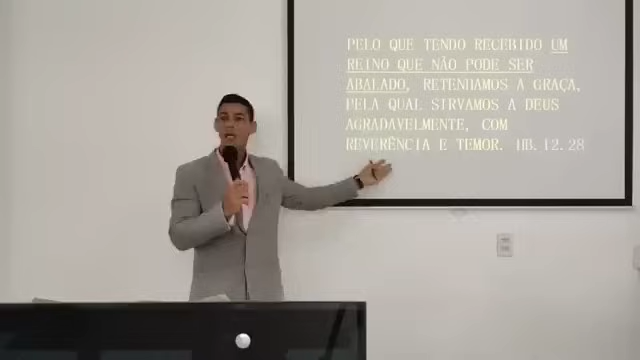 PELO QUE TENDO RECEBIDO UM
REINO QUE NÃO PODE SER
ABALADO, RETENHAMOS A GRAÇA,
PELA QUAL SIRVAMOS A DEUS
AGRADAVELMENTE, COM
REVERÊNCIA E TEMOR. HB.12.28